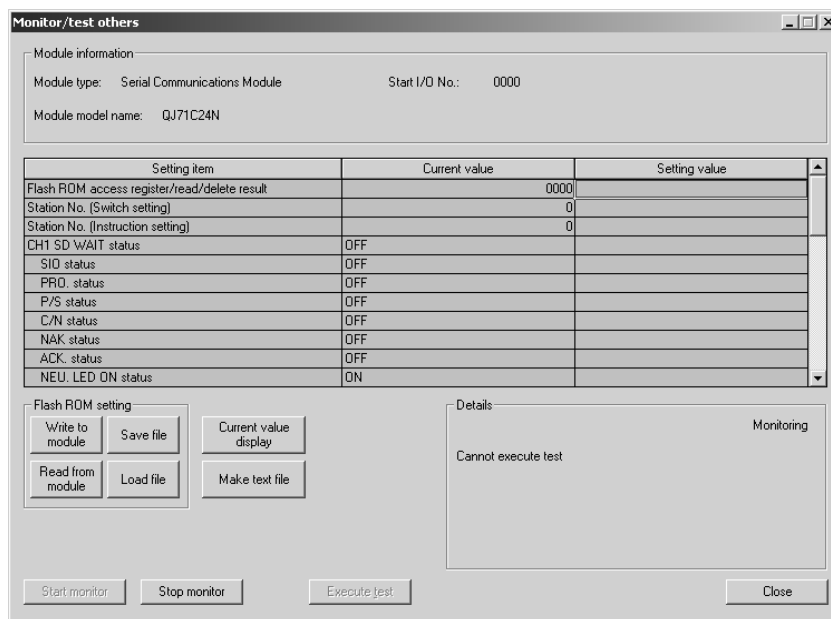 Monitor/test others
Module information
Module type: Serial Communications Module Start I/O No.: 0000
Module model name: QJ71C24N
Setting item Current value Setting value
Flash ROM access register/read/delete result 0000
Station No. (Switch setting) 0
Station No. (Instruction setting) 0
CH1 SD WAIT status OFF
SIO status OFF
PRO. status OFF
P/S status OFF
C/N status OFF
NAK status OFF
ACK. status OFF
NEU. LED ON status ON
Flash ROM setting
Write to
module
Save file
Read from
module
Load file
Current value
display
Make text file
Details
Monitoring
Cannot execute test
Start monitor Stop monitor Execute test Close